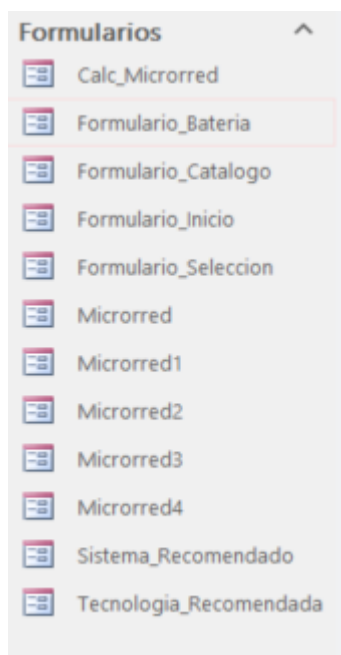 Formularios
Calc_Microrred
Formulario_Bateria
Formulario_Catalogo
Formulario_Inicio
Formulario_Seleccion
Microrred
Microrred1
Microrred2
Microrred3
Microrred4
Sistema_Recomendado
Tecnologia_Recomendada